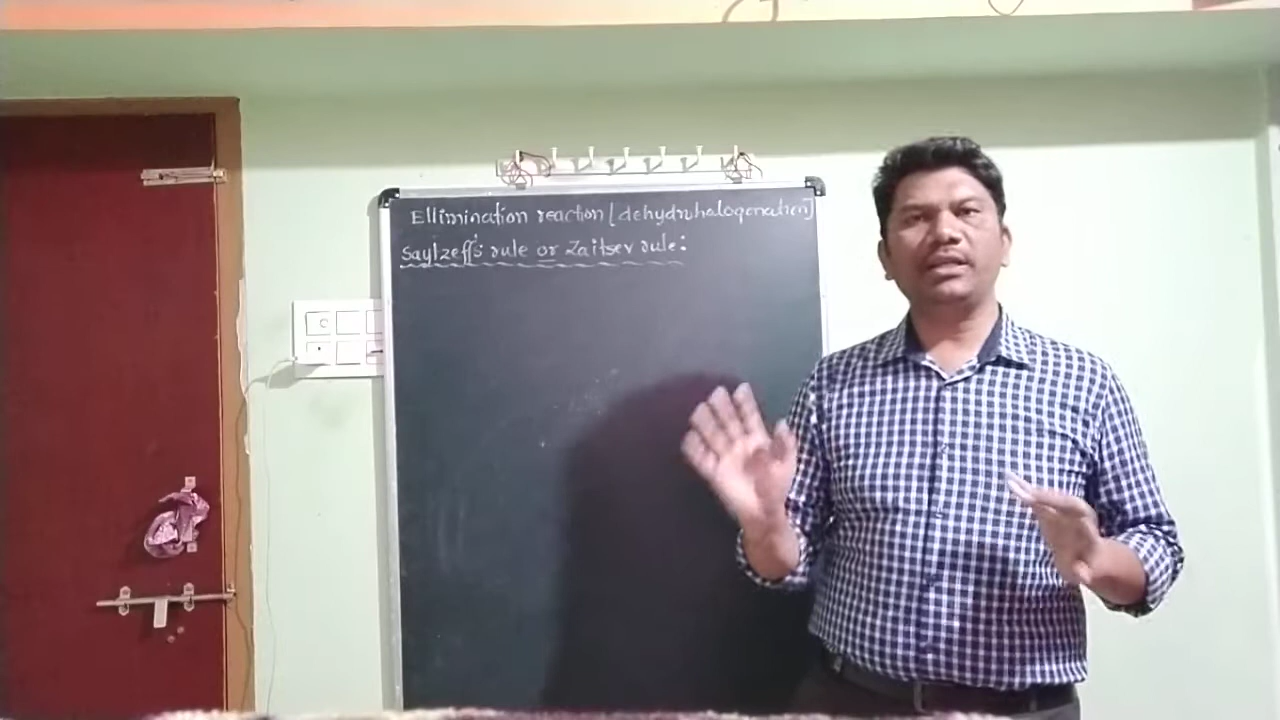 Ellimination reaction [dehydrohalogenation]
Saytzeff's rule or Zaitsev rule: